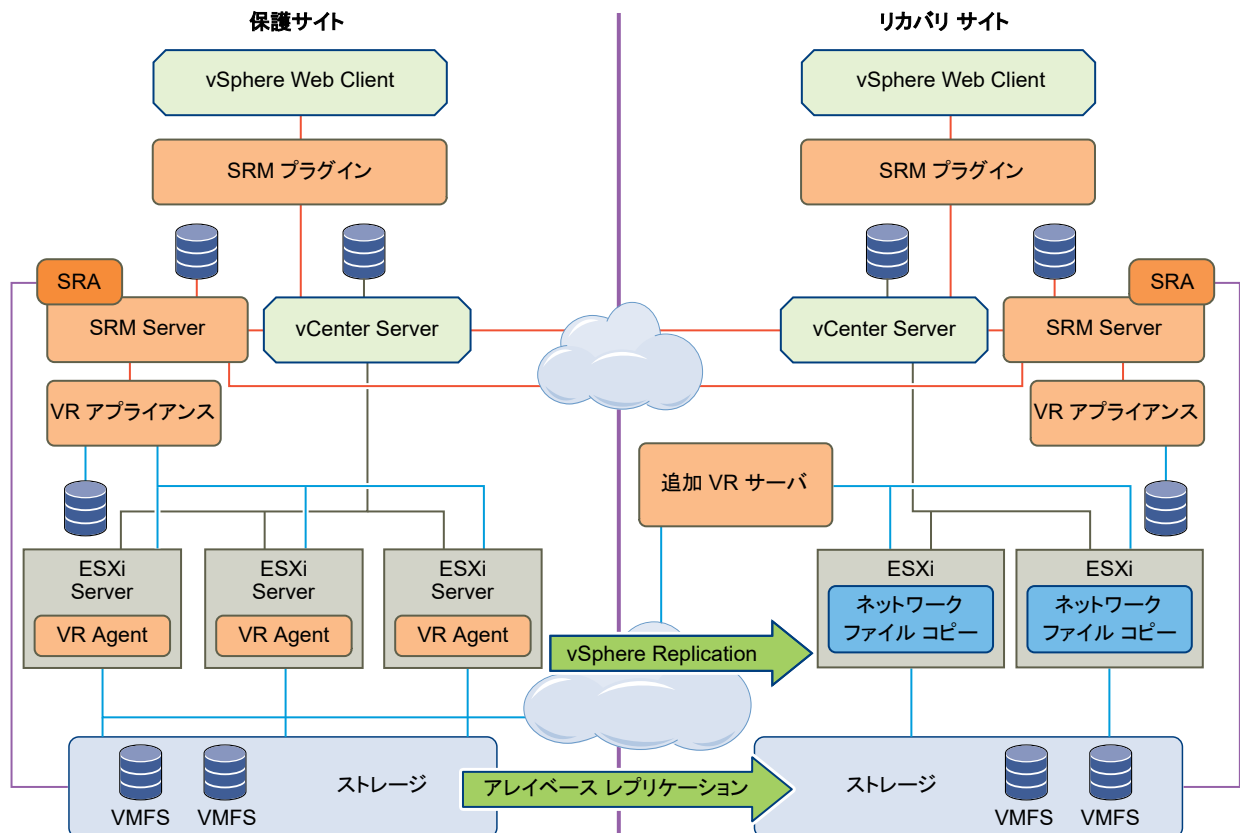 保護サイト
リカバリ サイト
vSphere Web Client
vSphere Web Client
SRM プラグイン
SRM プラグイン
SRA
SRM Server
vCenter Server
vCenter Server
SRA
SRM Server
VR アプライアンス
VR アプライアンス
追加 VR サーバ
ESXi
Server
VR Agent
ESXi
Server
VR Agent
ESXi
Server
VR Agent
vSphere Replication
ESXi
ネットワーク
ファイル コピー
ESXi
ネットワーク
ファイル コピー
VMFS
VMFS
ストレージ
アレイベース レプリケーション
ストレージ
VMFS
VMFS